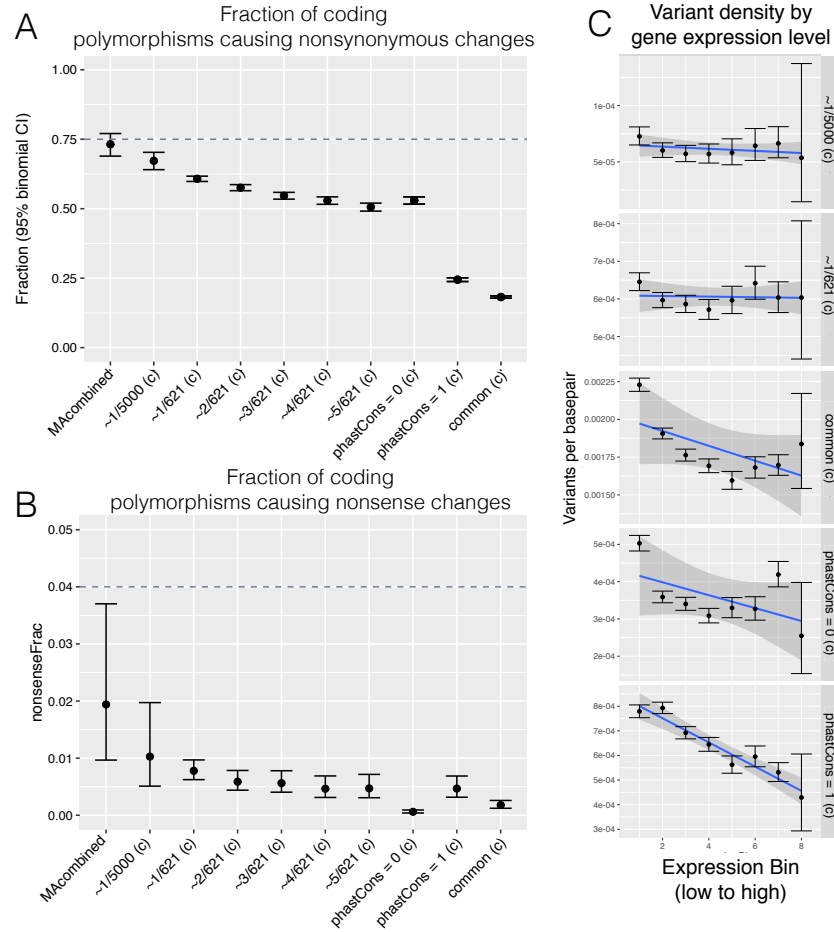 A
Fraction of coding
polymorphisms causing nonsynonymous changes
Fraction (95% binomial CI)
1.00
0.75
0.50
0.25
0.00
MAcombined
~1/5000 (c)
~1/621 (c)
~2/621 (c)
~3/621 (c)
~4/621 (c)
~5/621 (c)
phastCons = 0 (c)
phastCons = 1 (c)
common (c)
B
Fraction of coding
polymorphisms causing nonsense changes
nonsenseFrac
0.05
0.04
0.03
0.02
0.01
0.00
MAcombined
~1/5000 (c)
~1/621 (c)
~2/621 (c)
~3/621 (c)
~4/621 (c)
~5/621 (c)
phastCons = 0 (c)
phastCons = 1 (c)
common (c)
C
Variant density by
gene expression level
Variants per basepair
1e-04
5e-05
~1/5000 (c)
8e-04
7e-04
6e-04
5e-04
~1/621 (c)
0.00225
0.00200
0.00175
0.00150
common (c)
5e-04
4e-04
3e-04
2e-04
phastCons = 0 (c)
8e-04
7e-04
6e-04
5e-04
4e-04
3e-04
phastCons = 1 (c)
2
4
6
8
Expression Bin
(low to high)